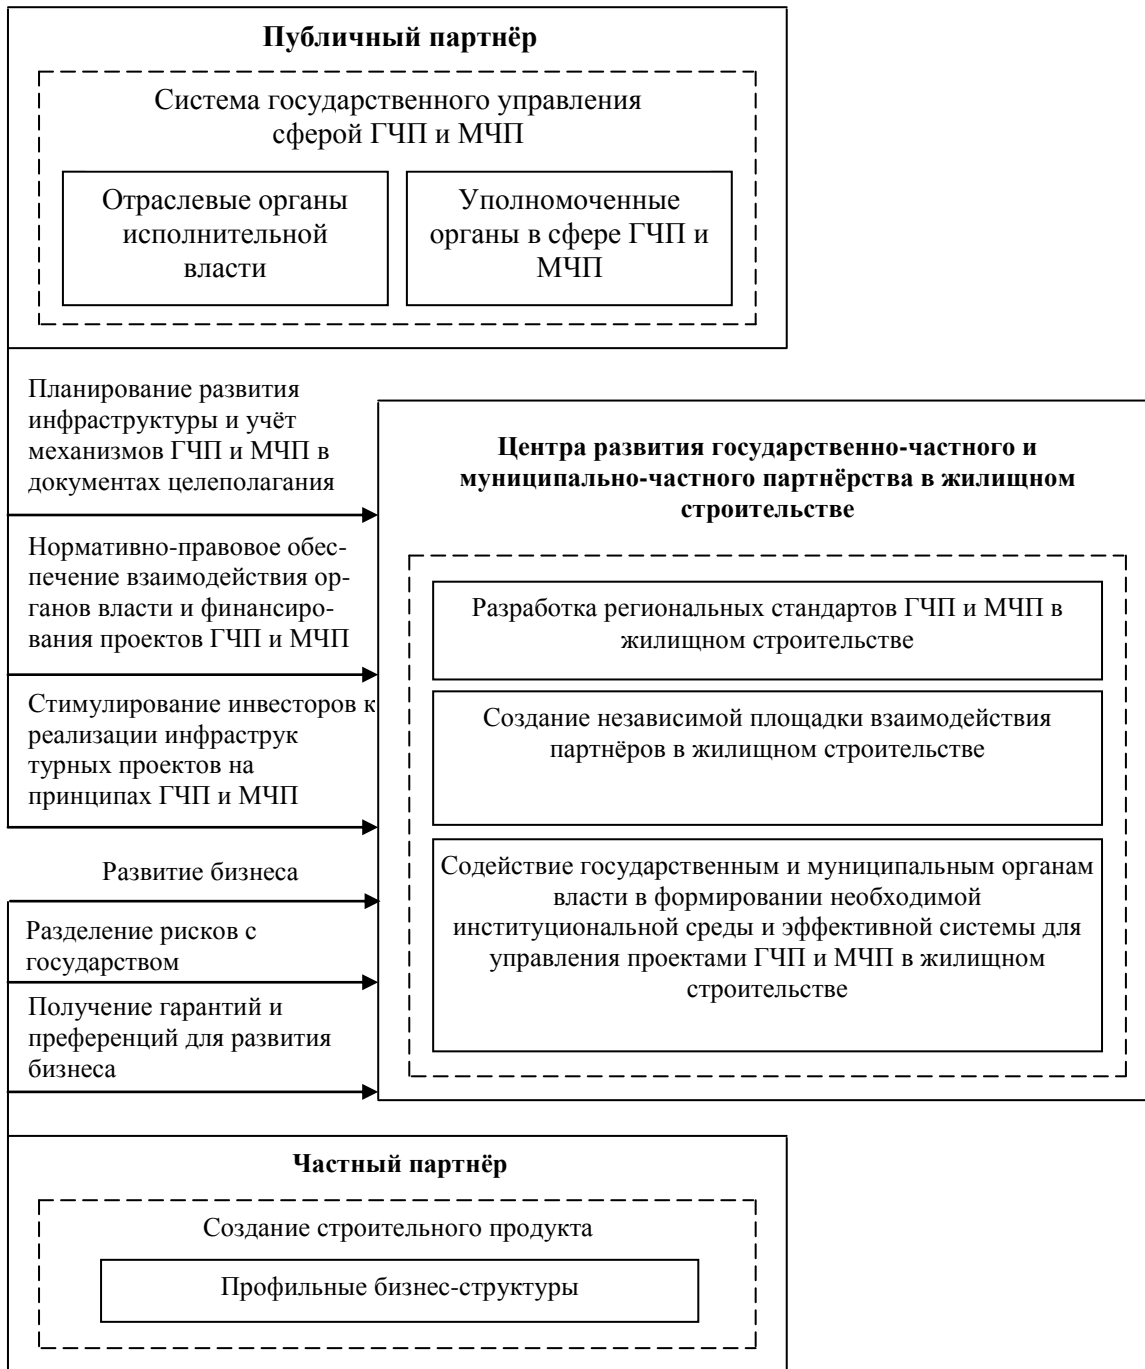 Публичный партнёр
Система государственного управления
сферой ГЧП и МЧП
Отраслевые органы
исполнительной
власти
Уполномоченные
органы в сфере ГЧП и
МЧП
Планирование развития
инфраструктуры и учёт
механизмов ГЧП и МЧП в
документах целеполагания
Нормативно-правовое обес-
печение взаимодействия ор-
ганов власти и финансиро-
вания проектов ГЧП и МЧП
Стимулирование инвесторов к
реализации инфраструк
турных проектов на
принципах ГЧП и МЧП
Центра развития государственно-частного и
муниципально-частного партнёрства в жилищном
строительстве
Разработка региональных стандартов ГЧП и МЧП в
жилищном строительстве
Создание независимой площадки взаимодействия
партнёров в жилищном строительстве
Содействие государственным и муниципальным органам
власти в формировании необходимой
институциональной среды и эффективной системы для
управления проектами ГЧП и МЧП в жилищном
строительстве
Развитие бизнеса
Разделение рисков с
государством
Получение гарантий и
преференций для развития
бизнеса
Частный партнёр
Создание строительного продукта
Профильные бизнес-структуры